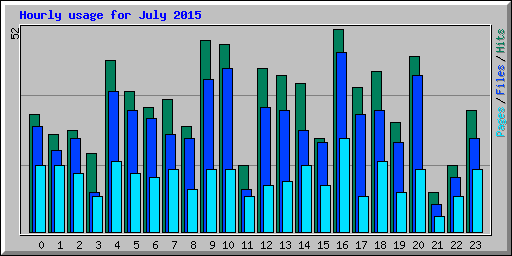 Hourly usage for July 2015
52
Pages / Files / Hits
0 1 2 3 4 5 6 7 8 9 10 11 12 13 14 15 16 17 18 19 20 21 22 23